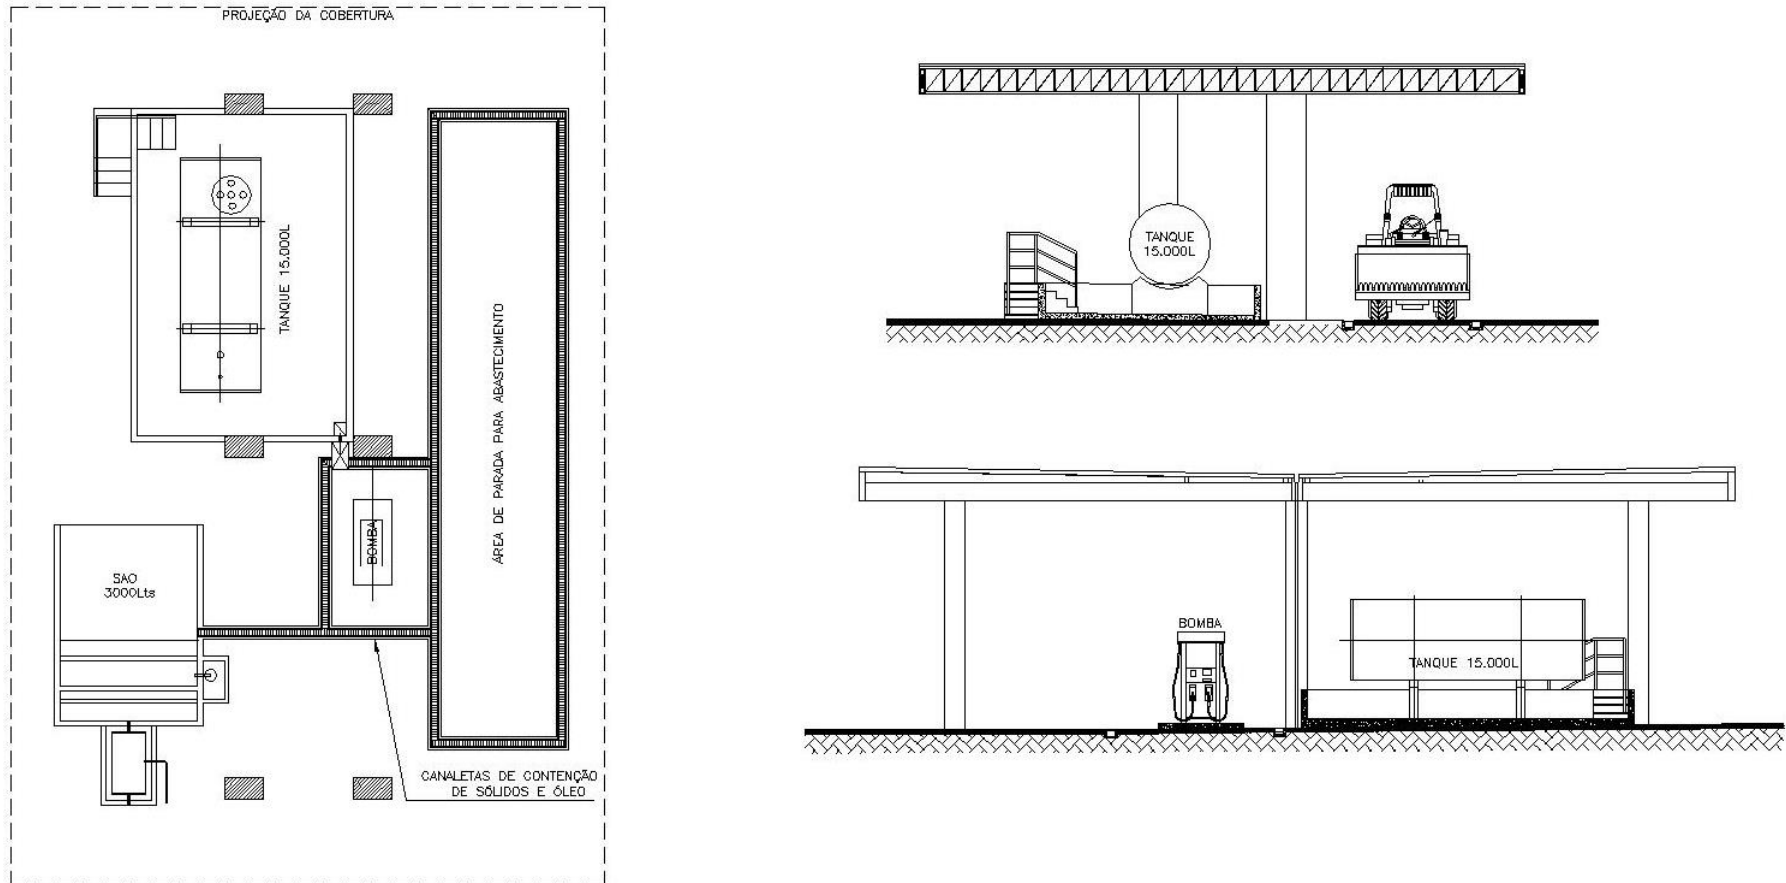 PROJEÇÃO DA COBERTURA
TANQUE 15.000L
ÁREA DE PARADA PARA ABASTECIMENTO
BOMBA
SAO
3000Lts
CANALETAS DE CONTENÇÃO
DE SÓLIDOS E ÓLEO
TANQUE
15.000L
BOMBA
TANQUE 15.000L